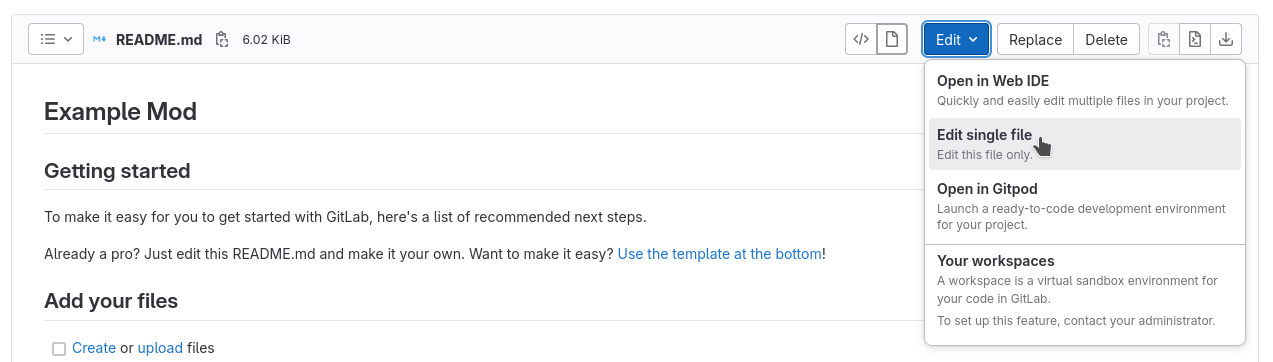 README.md 6.02 KiB </> Edit Replace Delete
Open in Web IDE
Quickly and easily edit multiple files in your project.
Edit single file
Edit this file only.
Open in Gitpod
Launch a ready-to-code development environment
for your project.
Your workspaces
A workspace is a virtual sandbox environment for
your code in GitLab.
To set up this feature, contact your administrator.
Example Mod
Getting started
To make it easy for you to get started with GitLab, here's a list of recommended next steps.
Already a pro? Just edit this README.md and make it your own. Want to make it easy? Use the template at the bottom!
Add your files
Create or upload files